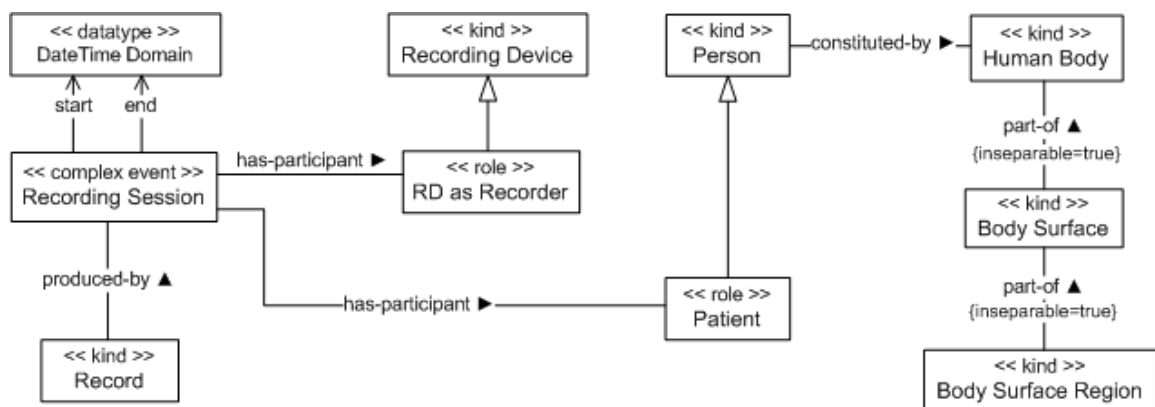 << datatype >>
DateTime Domain
<< kind >>
Recording Device
<< kind >>
Person
constituted-by ►
<< kind >>
Human Body
start
end
part-of ▲
{inseparable=true}
<< complex event >>
Recording Session
has-participant ►
<< role >>
RD as Recorder
<< kind >>
Body Surface
produced-by ▲
has-participant ►
<< role >>
Patient
part-of ▲
{inseparable=true}
<< kind >>
Record
<< kind >>
Body Surface Region